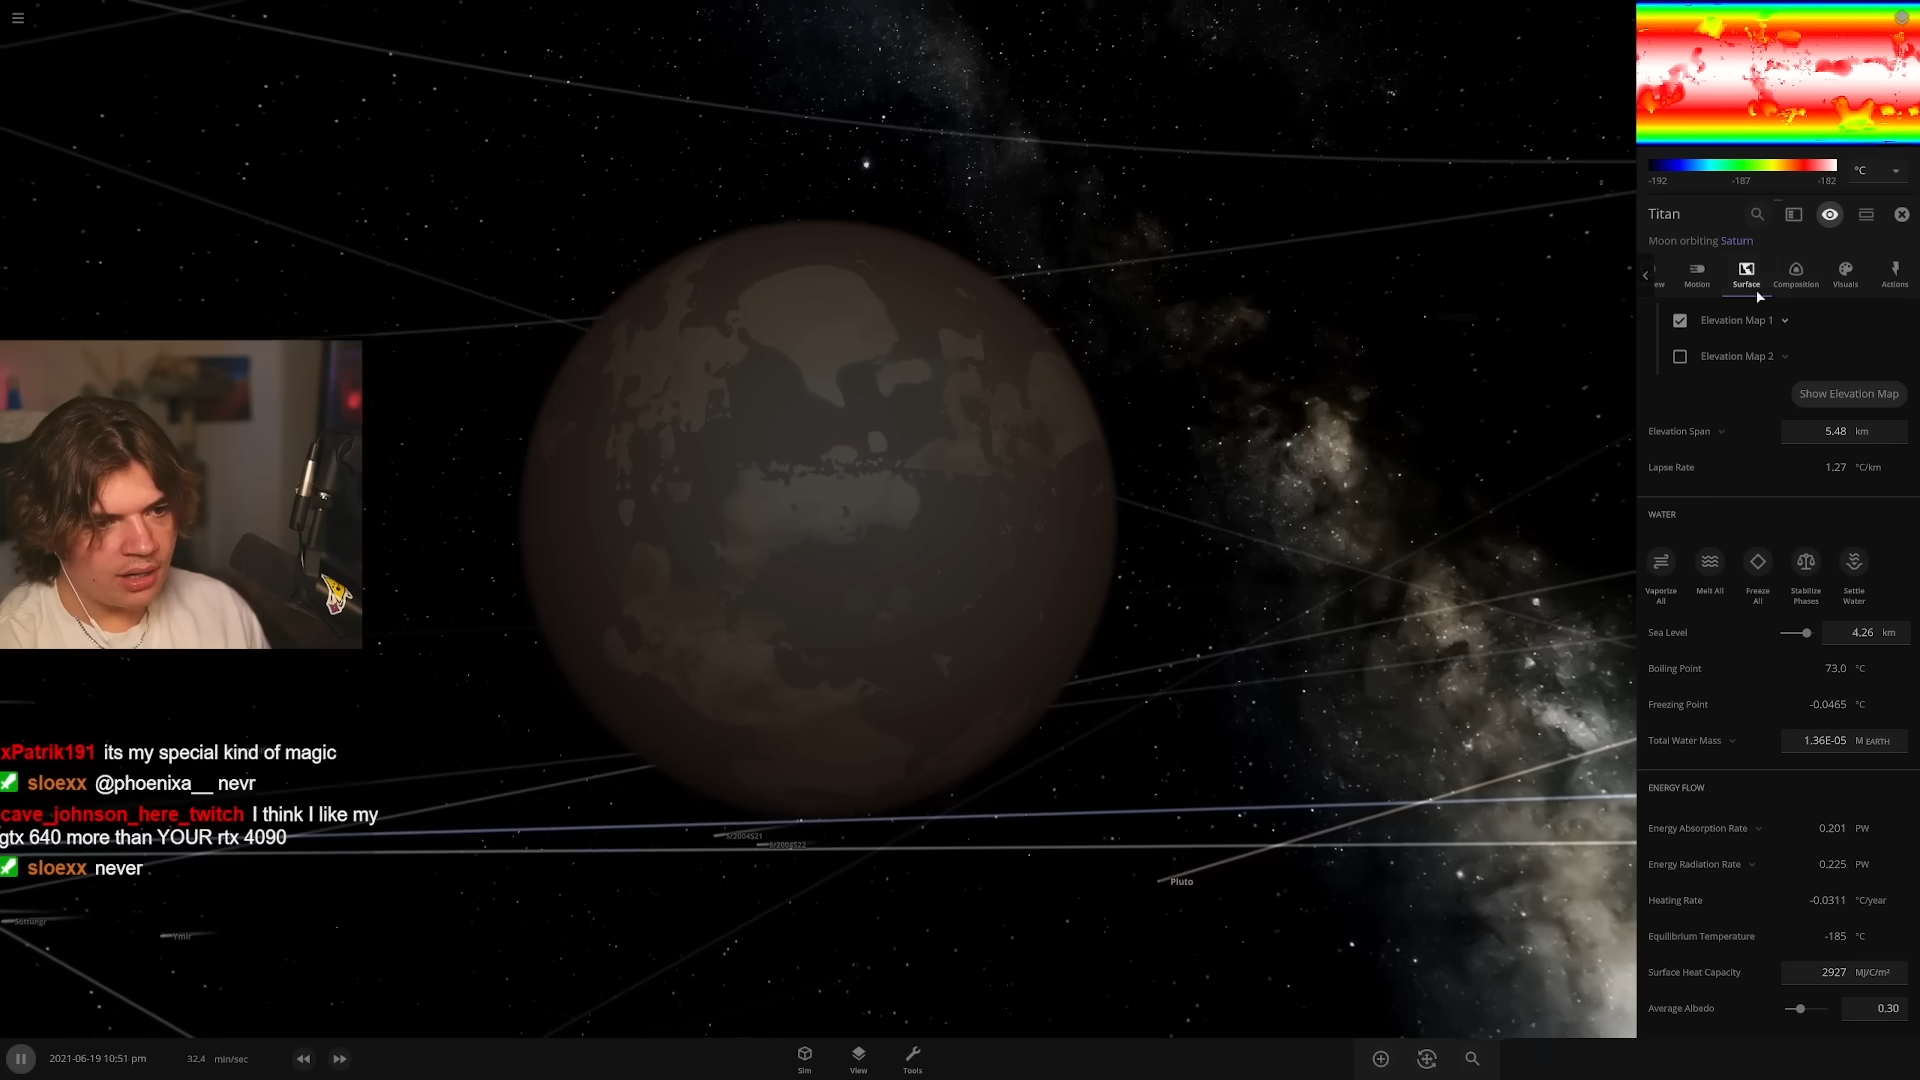 -192 -187 -182
°C
Titan
Moon orbiting Saturn
ew Motion Surface Composition Visuals Actions
Elevation Map 1
Elevation Map 2
Show Elevation Map
Elevation Span 5.48 km
Lapse Rate 1.27 °C/km
WATER
Vaporize All Melt All Freeze All Stabilize Phases Settle Water
Sea Level 4.26 km
Boiling Point 73.0 °C
Freezing Point -0.0465 °C
Total Water Mass 1.36E-05 M EARTH
ENERGY FLOW
Energy Absorption Rate 0.201 PW
Energy Radiation Rate 0.225 PW
Heating Rate -0.0311 °C/year
Equilibrium Temperature -185 °C
Surface Heat Capacity 2927 MJ/C/m²
Average Albedo 0.30
xPatrik191 its my special kind of magic
sloexx @phoenixa__ nevr
cave_johnson_here_twitch I think I like my
gtx 640 more than YOUR rtx 4090
sloexx never
S/2004S21
S/2004S22
Pluto
Suttungr
Ymir
2021-06-19 10:51 pm 32.4 min/sec
Sim View Tools